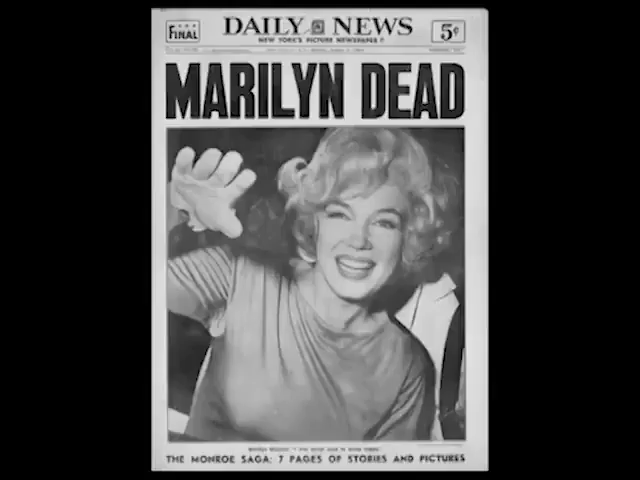 FINAL
DAILY NEWS
5¢
NEW YORK'S PICTURE NEWSPAPER
MARILYN DEAD
THE MONROE SAGA: 7 PAGES OF STORIES AND PICTURES